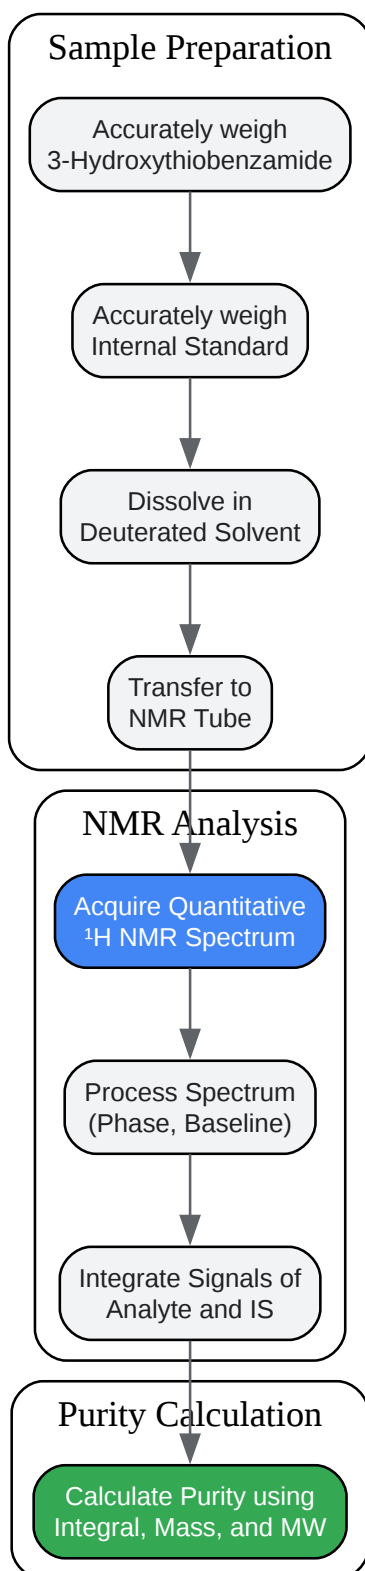 Sample Preparation
Accurately weigh
3-Hydroxythiobenzamide
Accurately weigh
Internal Standard
Dissolve in
Deuterated Solvent
Transfer to
NMR Tube
NMR Analysis
Acquire Quantitative
¹H NMR Spectrum
Process Spectrum
(Phase, Baseline)
Integrate Signals of
Analyte and IS
Purity Calculation
Calculate Purity using
Integral, Mass, and MW